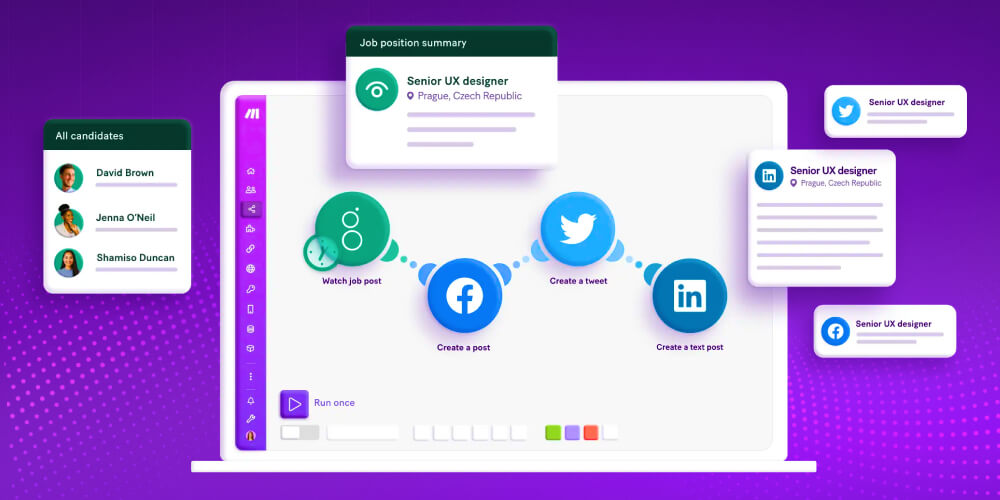 Job position summary
Senior UX designer
Prague, Czech Republic
All candidates
David Brown
Jenna O'Neil
Shamiso Duncan
Watch job post
Create a post
Create a tweet
Create a text post
Run once
Senior UX designer
Senior UX designer
Prague, Czech Republic
Senior UX designer